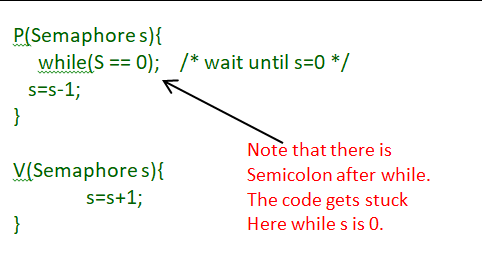 P(Semaphore s){
while(S == 0); /* wait until s=0 */
s=s-1;
}
V(Semaphore s){
s=s+1;
}
Note that there is
Semicolon after while.
The code gets stuck
Here while s is 0.